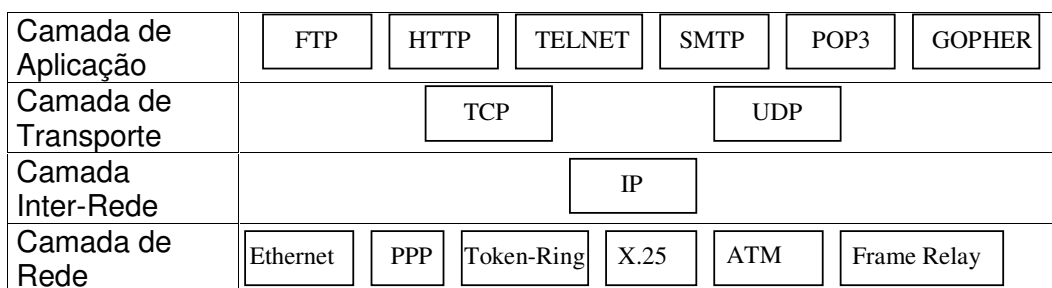 Camada de
Aplicação
FTP HTTP TELNET SMTP POP3 GOPHER
Camada de
Transporte
TCP UDP
Camada
Inter-Rede
IP
Camada de
Rede
Ethernet PPP Token-Ring X.25 ATM Frame Relay